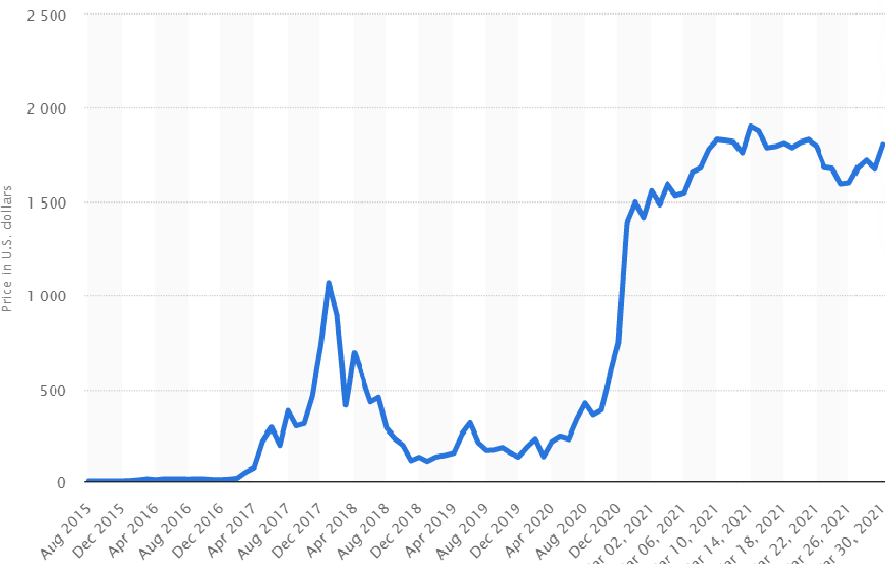 2 500
2 000
1 500
1 000
500
0
Price in U.S. dollars
Aug 2015
Dec 2015
Apr 2016
Aug 2016
Dec 2016
Apr 2017
Aug 2017
Dec 2017
Apr 2018
Aug 2018
Dec 2018
Apr 2019
Aug 2019
Dec 2019
Apr 2020
Aug 2020
Dec 2020
02, 2021
06, 2021
10, 2021
14, 2021
18, 2021
22, 2021
26, 2021
30, 2021